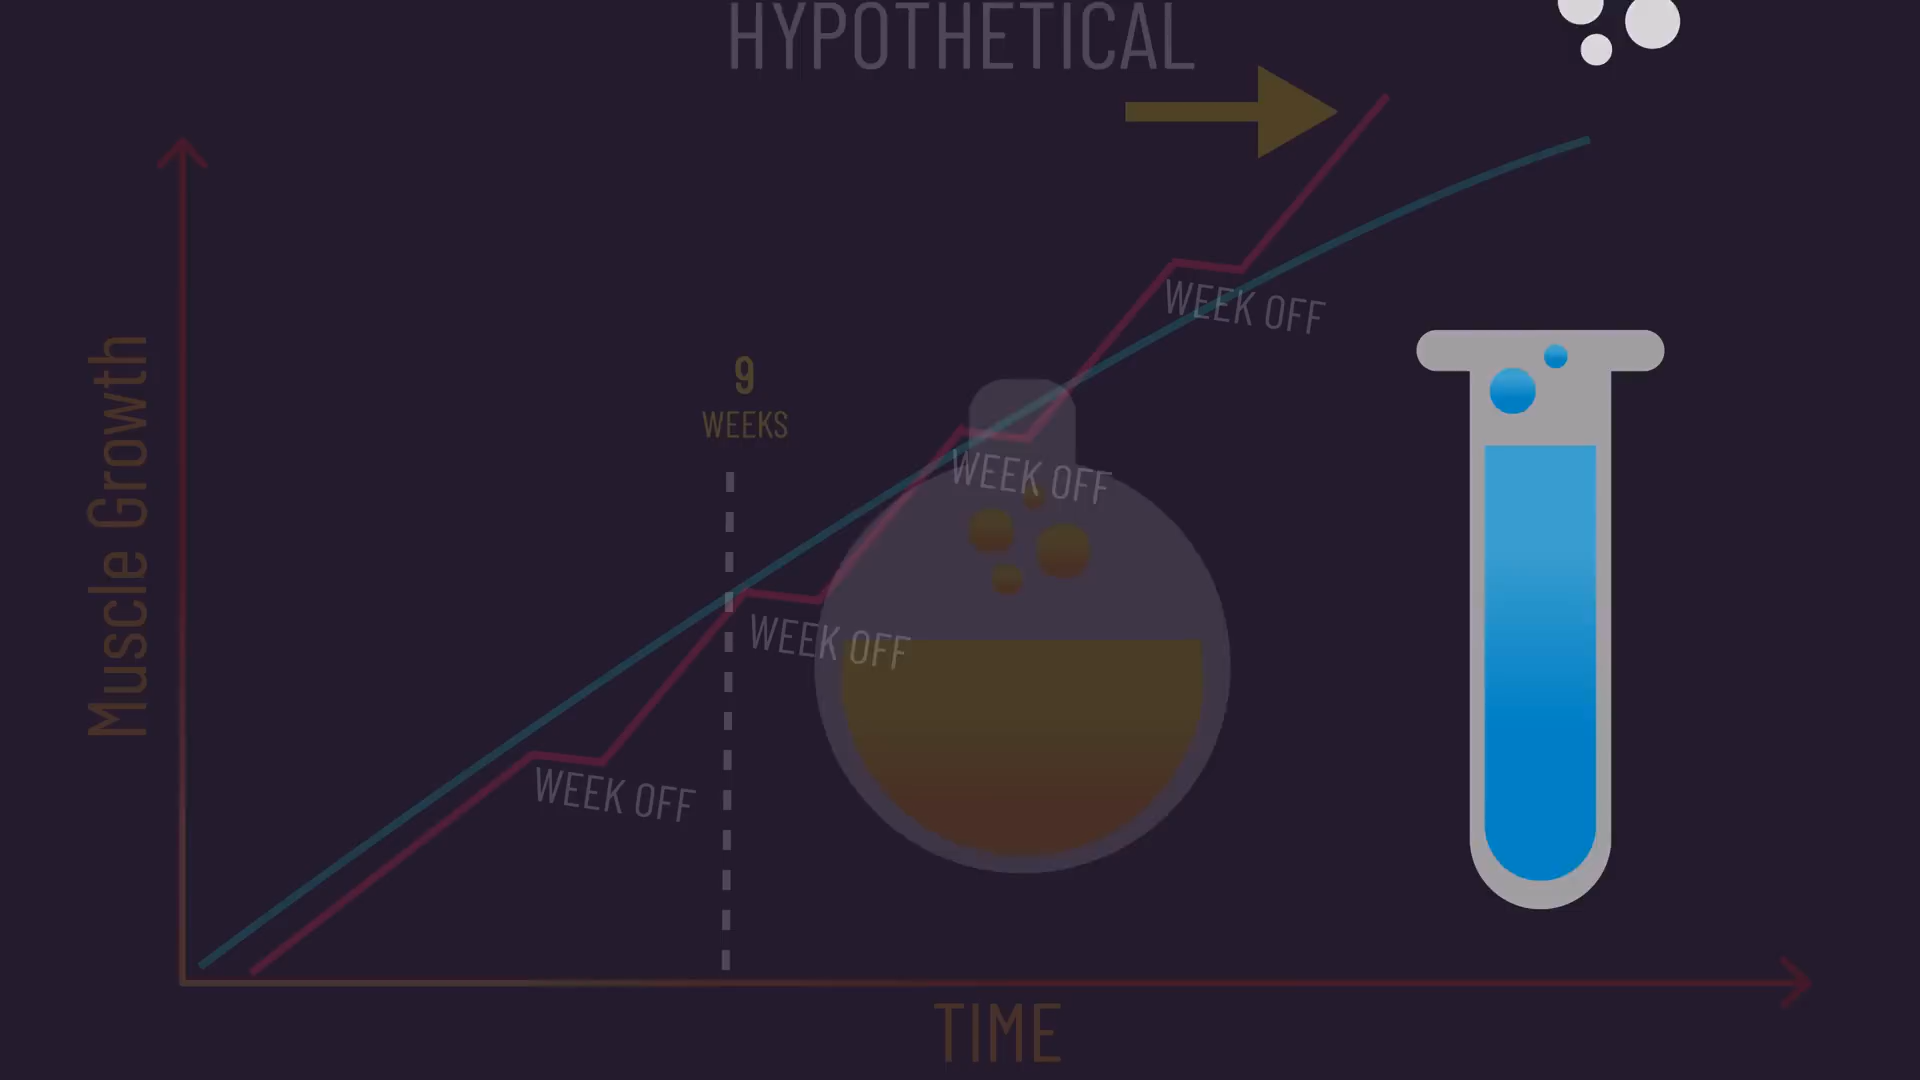 HYPOTHETICAL
WEEK OFF
9
WEEKS
WEEK OFF
WEEK OFF
WEEK OFF
Muscle Growth
TIME